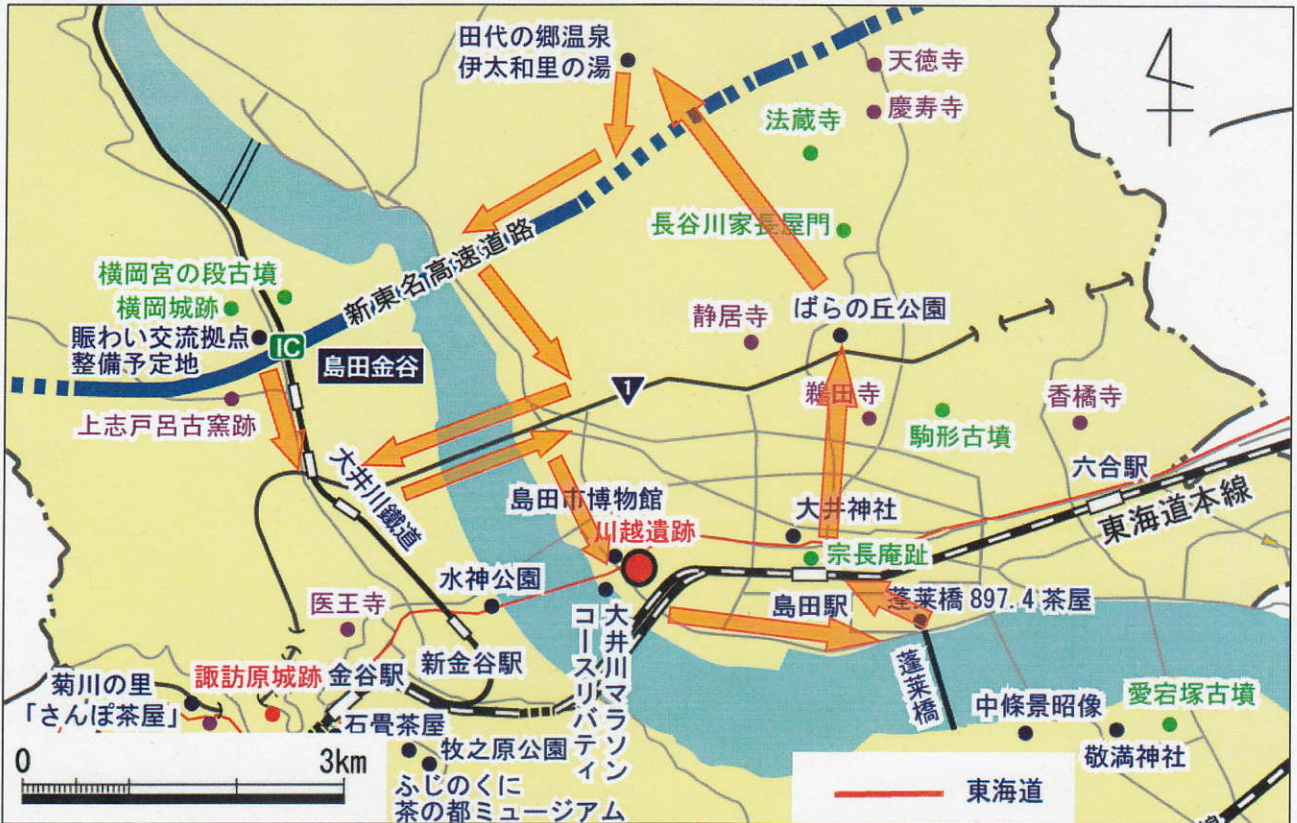 田代の郷温泉
伊太和里の湯
天徳寺
慶寿寺
法蔵寺
長谷川家長屋門
新東名高速道路
横岡宮の段古墳
横岡城跡
賑わい交流拠点
整備予定地
IC
島田金谷
静居寺
ばらの丘公園
1
上志戸呂古窯跡
鵜田寺
香橘寺
駒形古墳
大井川鐵道
六合駅
東海道本線
島田市博物館
川越遺跡
大井神社
宗長庵趾
水神公園
島田駅
蓬莱橋 897.4 茶屋
医王寺
大井川マラソン
コースリバティ
新金谷駅
金谷駅
諏訪原城跡
菊川の里
「さんぽ茶屋」
石畳茶屋
牧之原公園
ふじのくに
茶の都ミュージアム
蓬莱橋
中條景昭像
愛宕塚古墳
敬満神社
0
3km
東海道
線